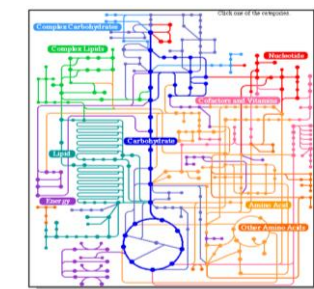 Click one of the categories
Complex Carbohydrates
Complex Lipids
Nucleotide
Cofactors and Vitamins
Carbohydrate
Lipid
Energy
Amino Acid
Other Amino Acids